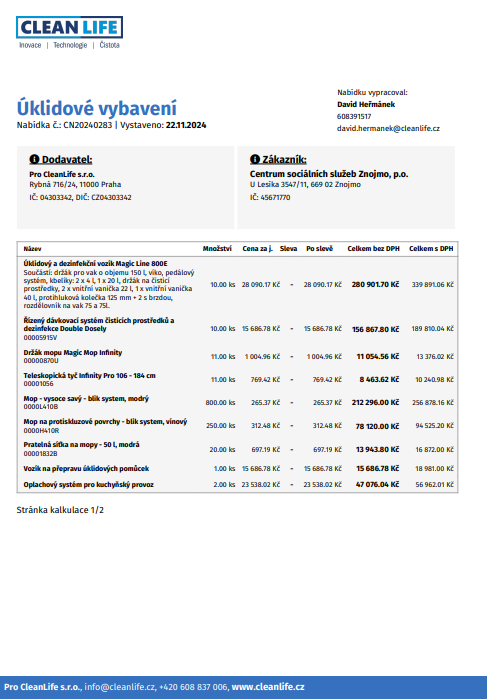 CLEAN LIFE
Inovace | Technologie | Čistota
Nabídku vypracoval:
David Heřmánek
608391517
david.hermanek@cleanlife.cz
Úklidové vybavení
Nabídka č.: CN20240283 | Vystaveno: 22.11.2024
Dodavatel:
Pro CleanLife s.r.o.
Rybná 716/24, 11000 Praha
IČ: 04303342, DIČ: CZ04303342
Zákazník:
Centrum sociálních služeb Znojmo, p.o.
U Lesíka 3547/11, 669 02 Znojmo
IČ: 45671770
Název Množství Cena za j. Sleva Po slevě Celkem bez DPH Celkem s DPH
Úklidový a dezinfekční vozík Magic Line 800E
Součástí: držák pro vak o objemu 150 l, víko, pedálový
systém, kbelíky: 2 x 4 l, 1 x 20 l, držák na čisticí
prostředky, 2 x vnitřní vanička 22 l, 1 x vnitřní vanička
40 l, protihluková kolečka 125 mm + 2 s brzdou,
rozdělovník na vak 75 a 75l.
10.00 ks 28 090.17 Kč - 28 090.17 Kč 280 901.70 Kč 339 891.06 Kč
Řízený dávkovací systém čistících prostředků a
dezinfekce Double Dosely
00005915V
10.00 ks 15 686.78 Kč - 15 686.78 Kč 156 867.80 Kč 189 810.04 Kč
Držák mopu Magic Mop Infinity
00000870U
11.00 ks 1 004.96 Kč - 1 004.96 Kč 11 054.56 Kč 13 376.02 Kč
Teleskopická tyč Infinity Pro 106 - 184 cm
00001056
11.00 ks 769.42 Kč - 769.42 Kč 8 463.62 Kč 10 240.98 Kč
Mop - vysoce savý - blik systém, modrý
0000L410B
800.00 ks 265.37 Kč - 265.37 Kč 212 296.00 Kč 256 878.16 Kč
Mop na protiskluzové povrchy - blik systém, vínový
0000H410R
250.00 ks 312.48 Kč - 312.48 Kč 78 120.00 Kč 94 525.20 Kč
Pratelná síťka na mopy - 50 l, modrá
00001832B
20.00 ks 697.19 Kč - 697.19 Kč 13 943.80 Kč 16 872.00 Kč
Vozík na přepravu úklidových pomůcek 1.00 ks 15 686.78 Kč - 15 686.78 Kč 15 686.78 Kč 18 981.00 Kč
Oplachový systém pro kuchyňský provoz 2.00 ks 23 538.02 Kč - 23 538.02 Kč 47 076.04 Kč 56 962.01 Kč
Stránka kalkulace 1/2
Pro CleanLife s.r.o., info@cleanlife.cz, +420 608 837 006, www.cleanlife.cz